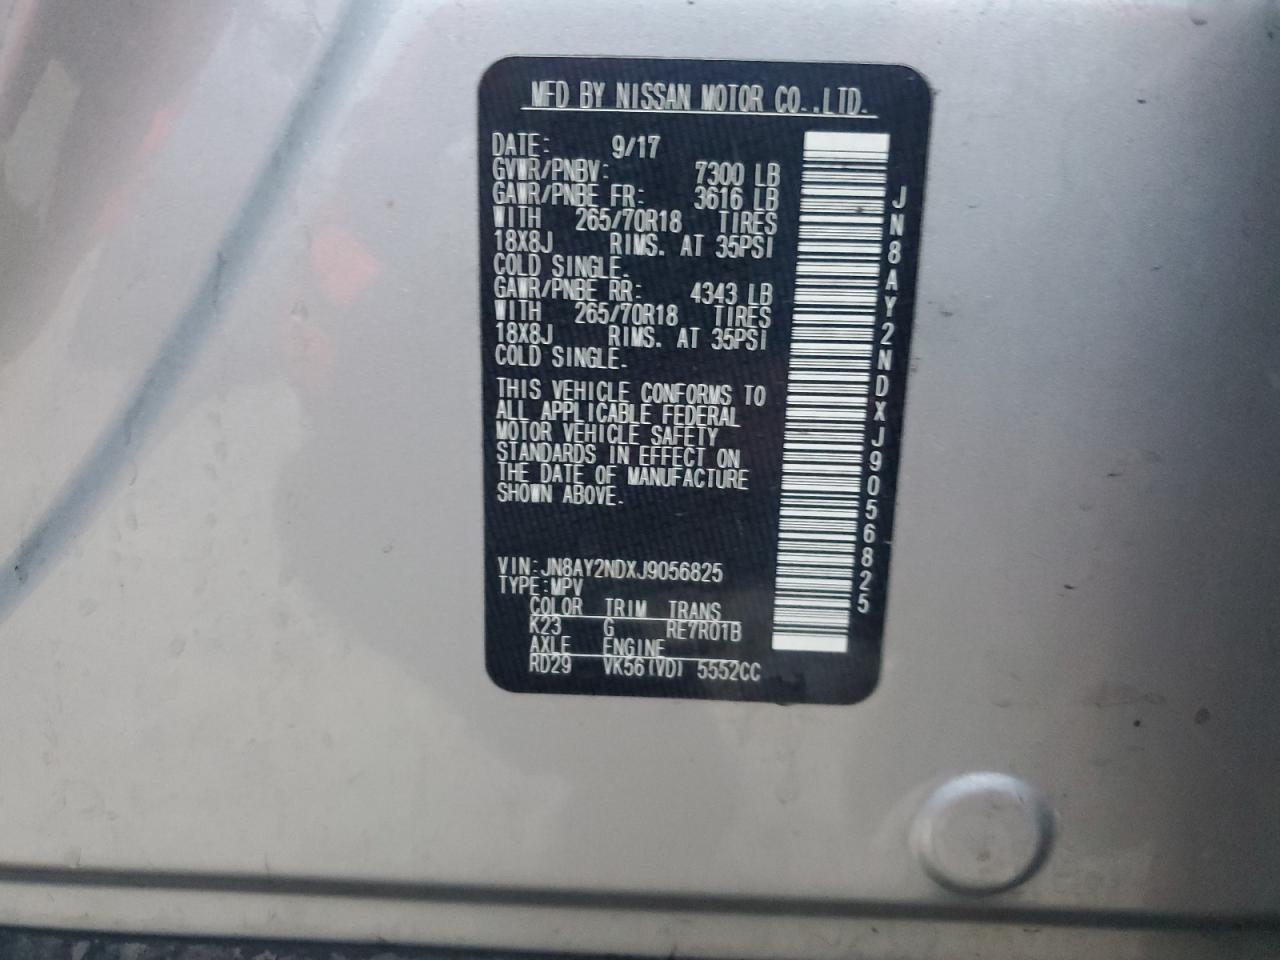 MFD BY NISSAN MOTOR CO.,LTD.
DATE: 9/17
GVWR/PNBV: 7300 LB
GAWR/PNBE FR: 3616 LB
WITH 265/70R18 TIRES
18X8J RIMS. AT 35PSI
COLD SINGLE.
GAWR/PNBE RR: 4343 LB
WITH 265/70R18 TIRES
18X8J RIMS. AT 35PSI
COLD SINGLE.
THIS VEHICLE CONFORMS TO
ALL APPLICABLE FEDERAL
MOTOR VEHICLE SAFETY
STANDARDS IN EFFECT ON
THE DATE OF MANUFACTURE
SHOWN ABOVE.
VIN:JN8AY2NDXJ9056825
TYPE:MPV
COLOR TRIM TRANS
K23 G RE7R01B
AXLE ENGINE
RD29 VK56(VD) 5552CC
JN8AY2NDXJ9056825